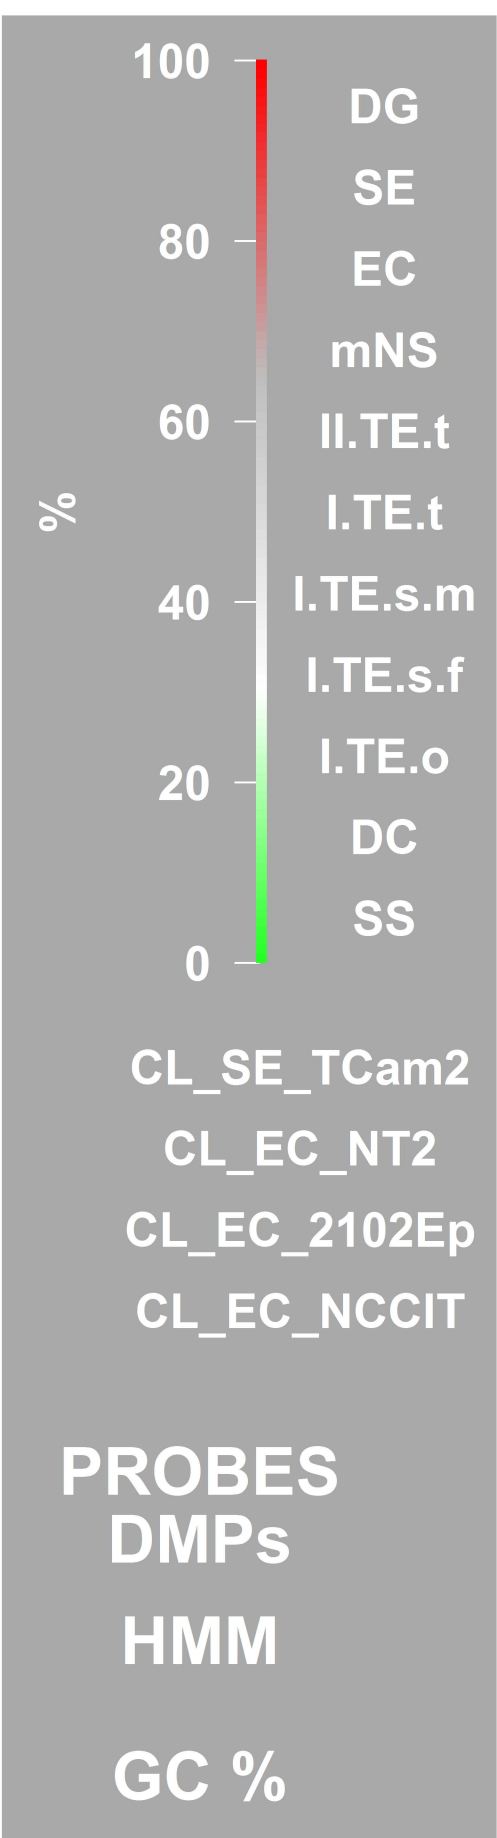 100
80
60
40
20
0
%
DG
SE
EC
mNS
II.TE.t
I.TE.t
I.TE.s.m
I.TE.s.f
I.TE.o
DC
SS
CL_SE_TCam2
CL_EC_NT2
CL_EC_2102Ep
CL_EC_NCCIT
PROBES
DMPs
HMM
GC %